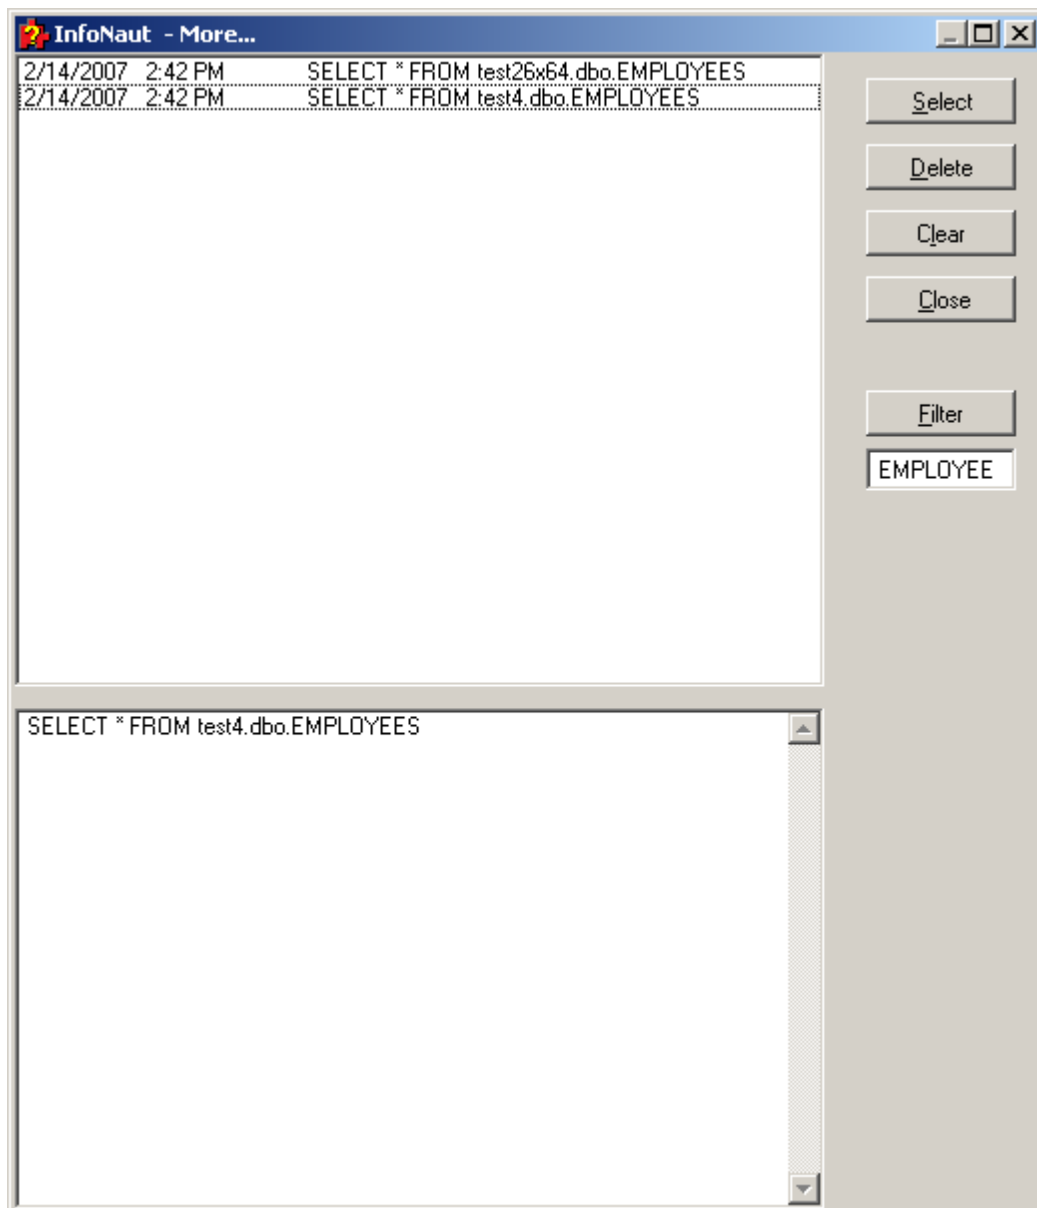 InfoNaut - More...
2/14/2007 2:42 PM SELECT * FROM test26x64.dbo.EMPLOYEES
2/14/2007 2:42 PM SELECT * FROM test4.dbo.EMPLOYEES
Select
Delete
Clear
Close
Filter
EMPLOYEE
SELECT * FROM test4.dbo.EMPLOYEES